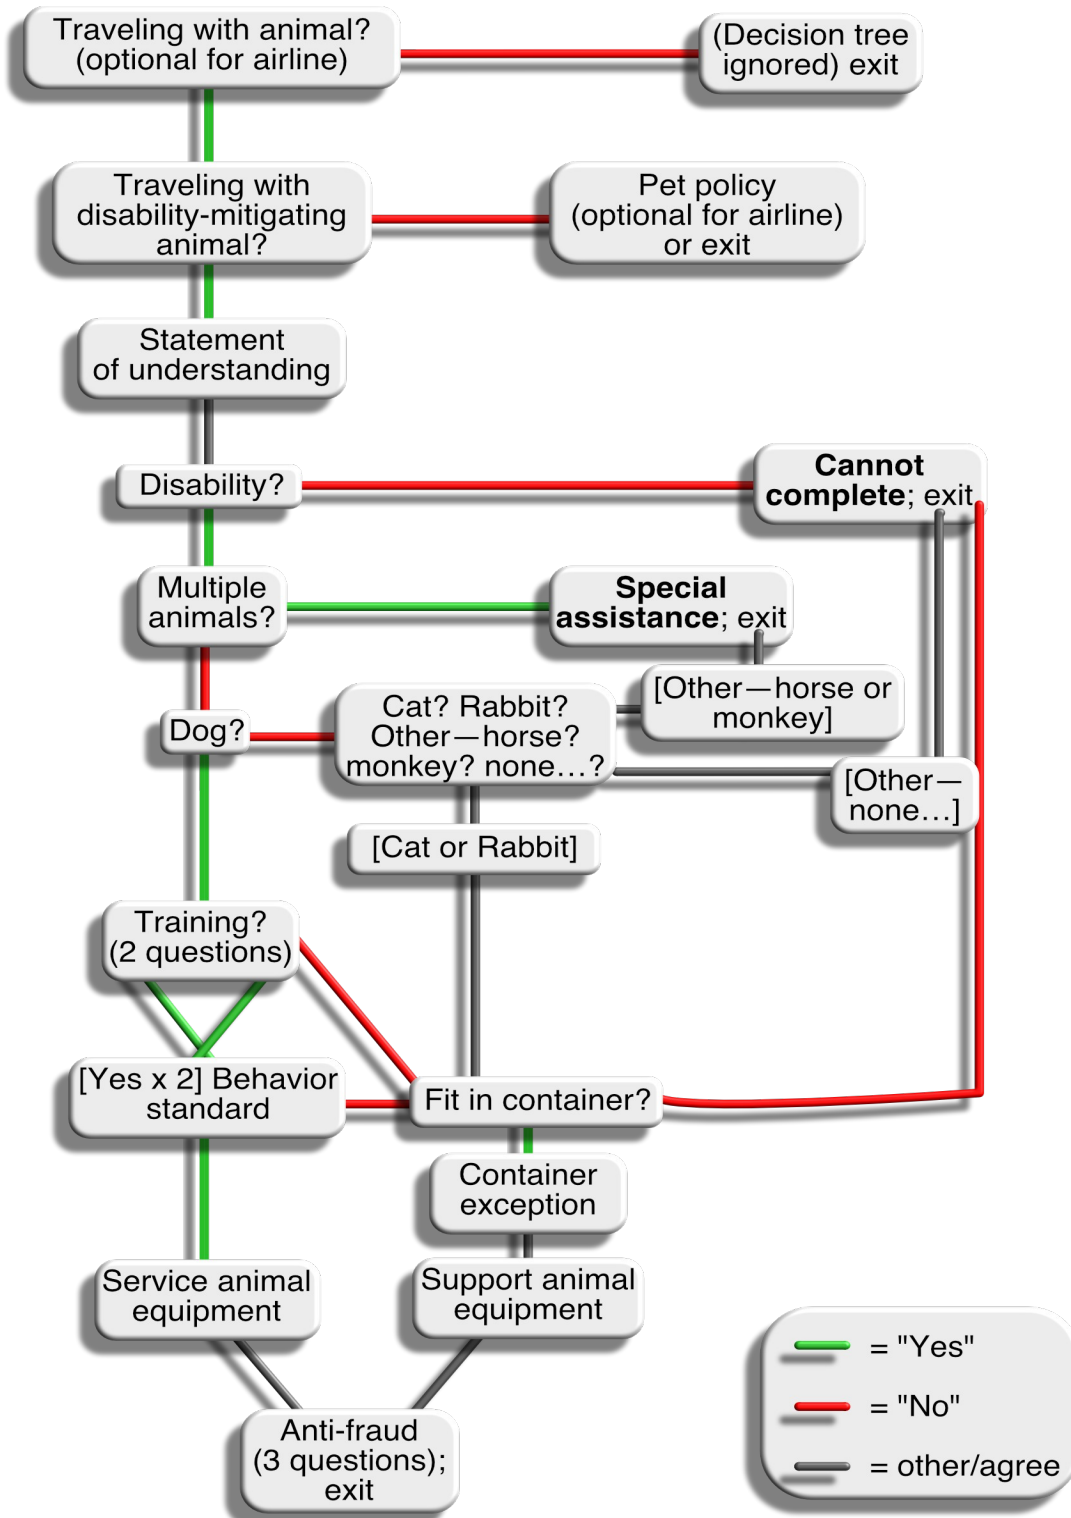 Traveling with animal?
(optional for airline)
(Decision tree
ignored) exit
Traveling with
disability-mitigating
animal?
Pet policy
(optional for airline)
or exit
Statement
of understanding
Disability?
Cannot
complete; exit
Multiple
animals?
Special
assistance; exit
Dog?
Cat? Rabbit?
Other—horse?
monkey? none...?
[Other—horse or
monkey]
[Other—
none...]
[Cat or Rabbit]
Training?
(2 questions)
[Yes x 2] Behavior
standard
Fit in container?
Container
exception
Service animal
equipment
Support animal
equipment
Anti-fraud
(3 questions);
exit
= "Yes"
= "No"
= other/agree